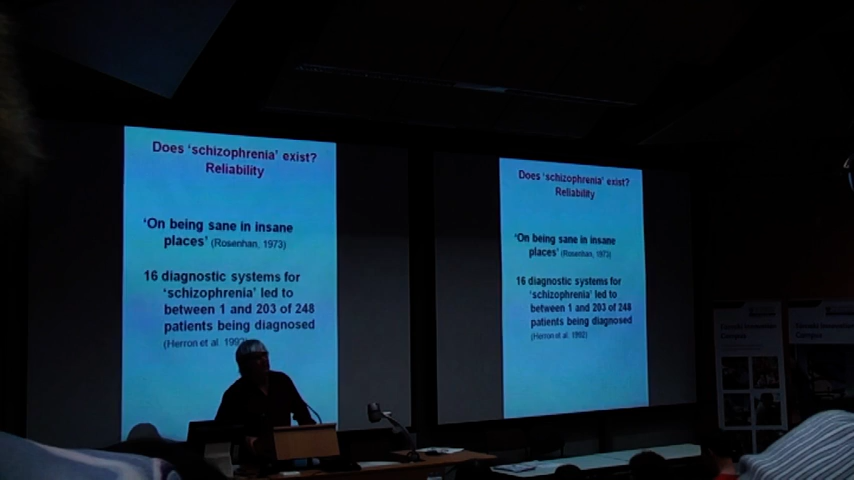 Does 'schizophrenia' exist?
Reliability
'On being sane in insane
places' (Rosenhan, 1973)
16 diagnostic systems for
'schizophrenia' led to
between 1 and 203 of 248
patients being diagnosed
(Herron et al. 1992)
Does 'schizophrenia' exist?
Reliability
'On being sane in insane
places' (Rosenhan, 1973)
16 diagnostic systems for
'schizophrenia' led to
between 1 and 203 of 248
patients being diagnosed
(Herron et al. 1992)
Campus
Campus